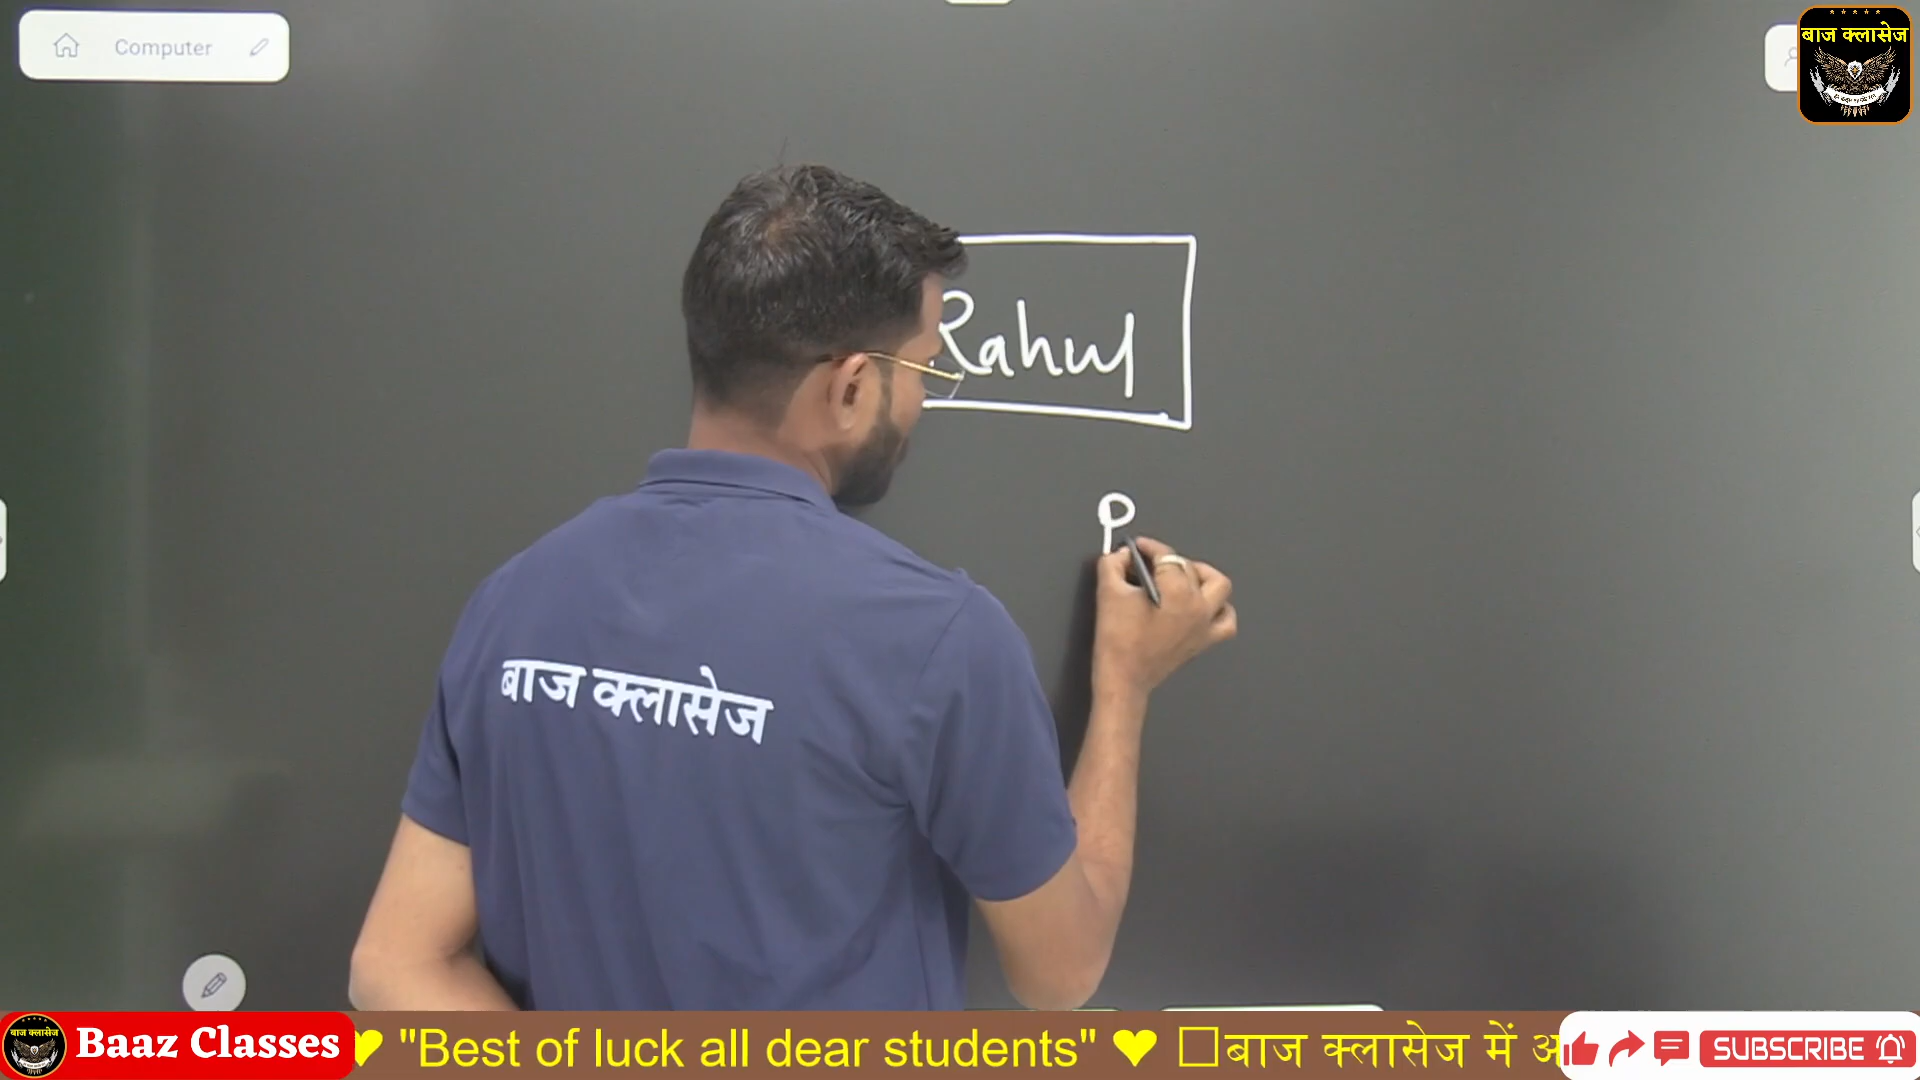 Computer
बाज क्लासेज
Rahul
P
बाज क्लासेज
बाज क्लासेज
Baaz Classes
"Best of luck all dear students"
बाज क्लासेज में
SUBSCRIBE